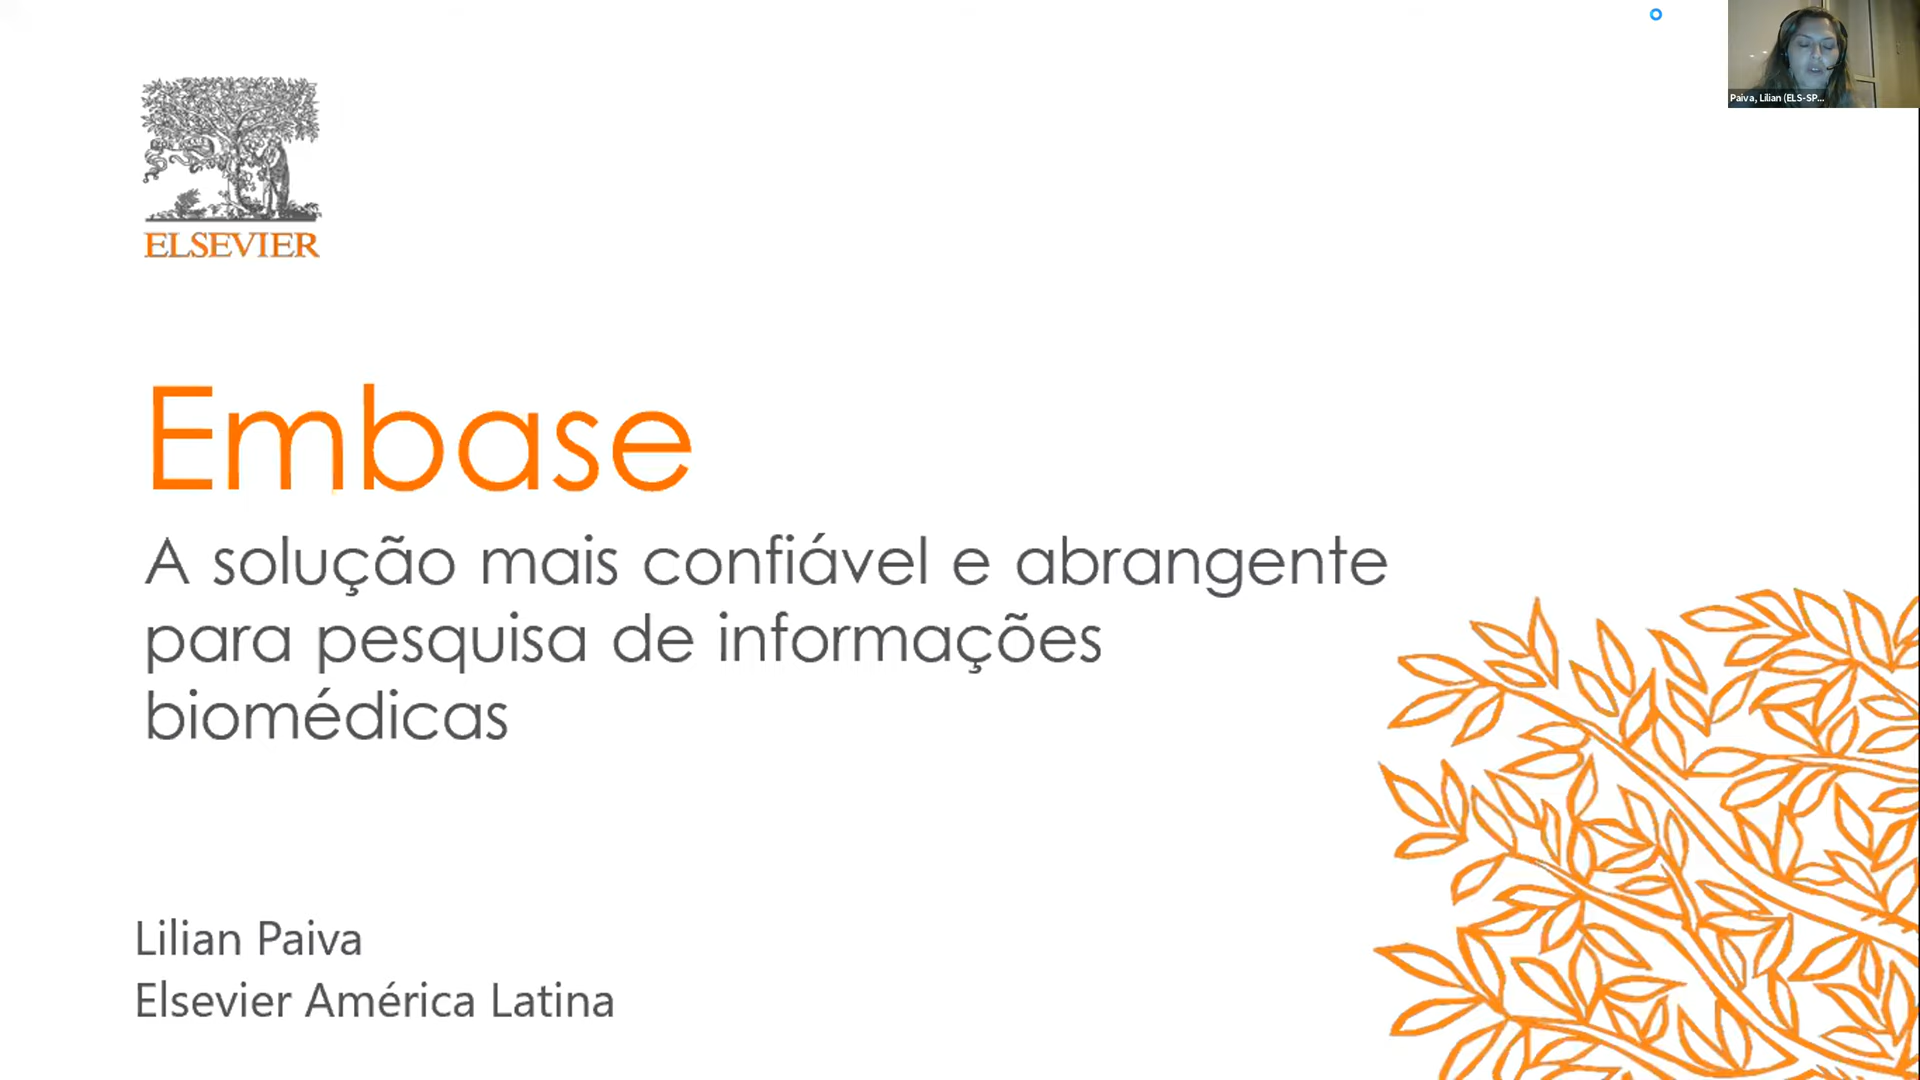 Paiva, Lilian (ELS-SP...
ELSEVIER
Embase
A solução mais confiável e abrangente
para pesquisa de informações
biomédicas
Lilian Paiva
Elsevier América Latina